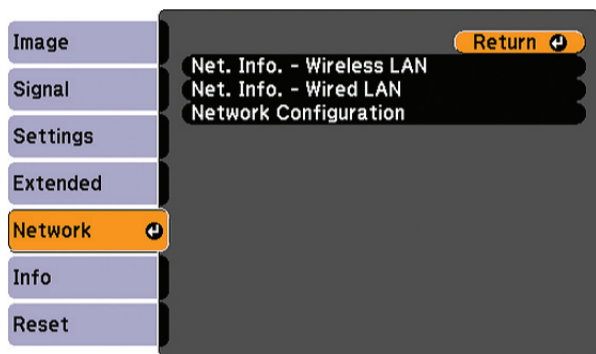 Image
Signal
Settings
Extended
Network
Info
Reset
Return
Net. Info. - Wireless LAN
Net. Info. - Wired LAN
Network Configuration